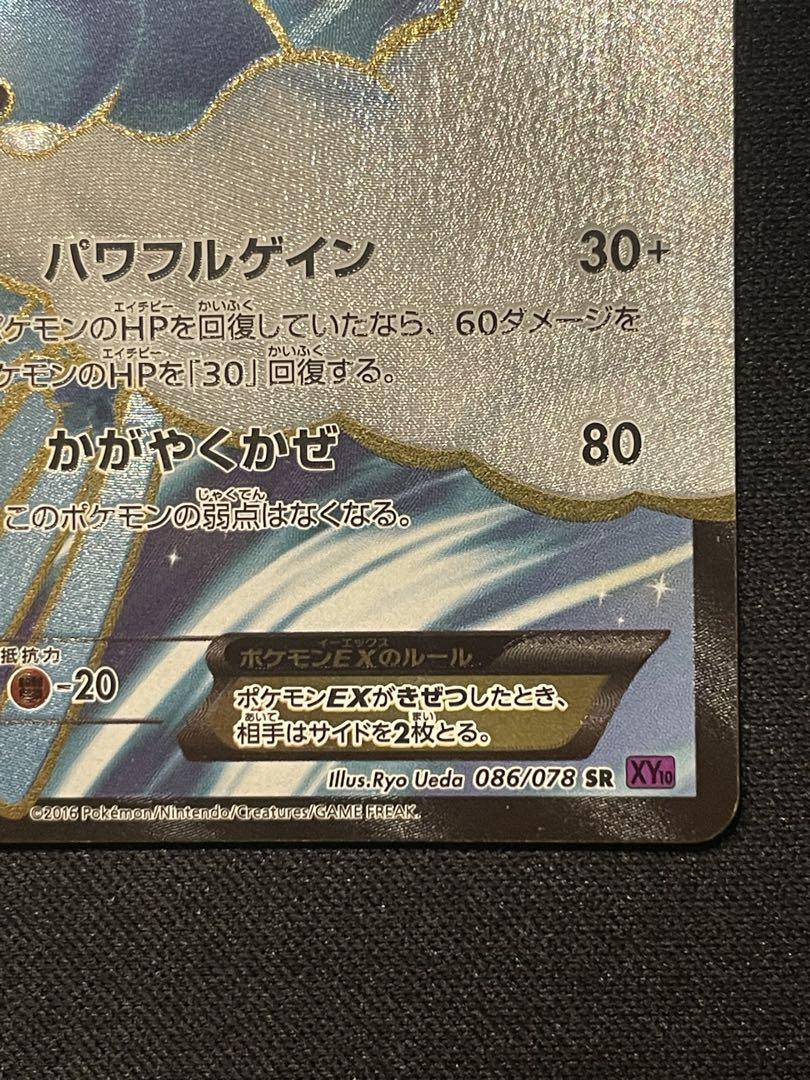 パワフルゲイン 30+
ポケモンのHPを回復していたなら、60ダメージを
ケモンのHPを「30」回復する。
かがやくかぜ 80
このポケモンの弱点はなくなる。
抵抗力
-20
ポケモンEXのルール
ポケモンEXがきぜつしたとき、
相手はサイドを2枚とる。
Illus.Ryo Ueda 086/078 SR XY10
©2016 Pokémon/Nintendo/Creatures/GAME FREAK.